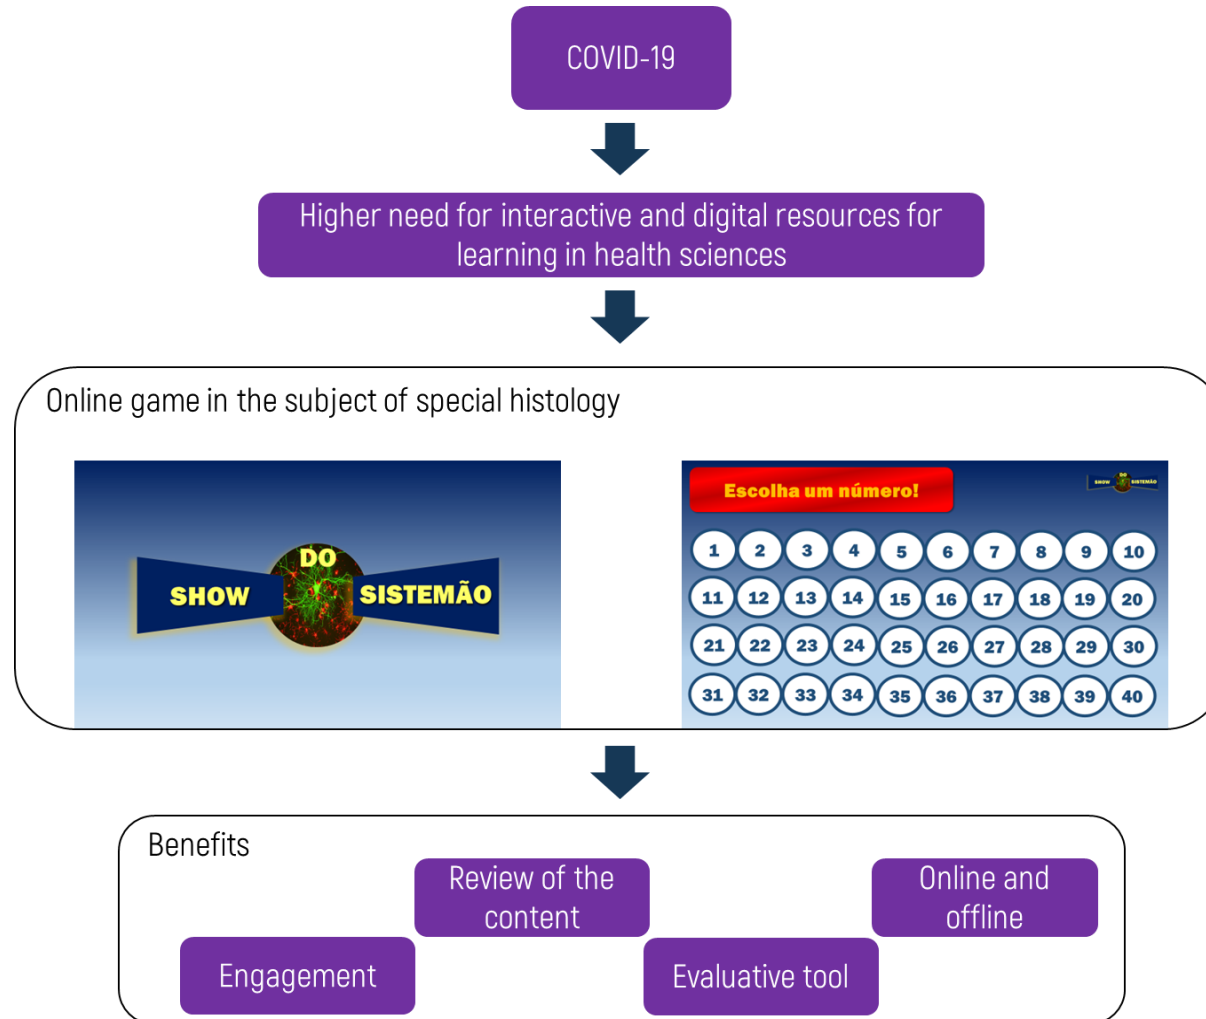 COVID-19
Higher need for interactive and digital resources for
learning in health sciences
Online game in the subject of special histology
SHOW DO SISTEMÃO
Escolha um número!
SHOW DO SISTEMÃO
1 2 3 4 5 6 7 8 9 10
11 12 13 14 15 16 17 18 19 20
21 22 23 24 25 26 27 28 29 30
31 32 33 34 35 36 37 38 39 40
Benefits
Engagement
Review of the
content
Evaluative tool
Online and
offline